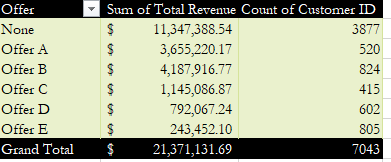 Offer Sum of Total Revenue Count of Customer ID
None $ 11,347,388.54 3877
Offer A $ 3,655,220.17 520
Offer B $ 4,187,916.77 824
Offer C $ 1,145,086.87 415
Offer D $ 792,067.24 602
Offer E $ 243,452.10 805
Grand Total $ 21,371,131.69 7043